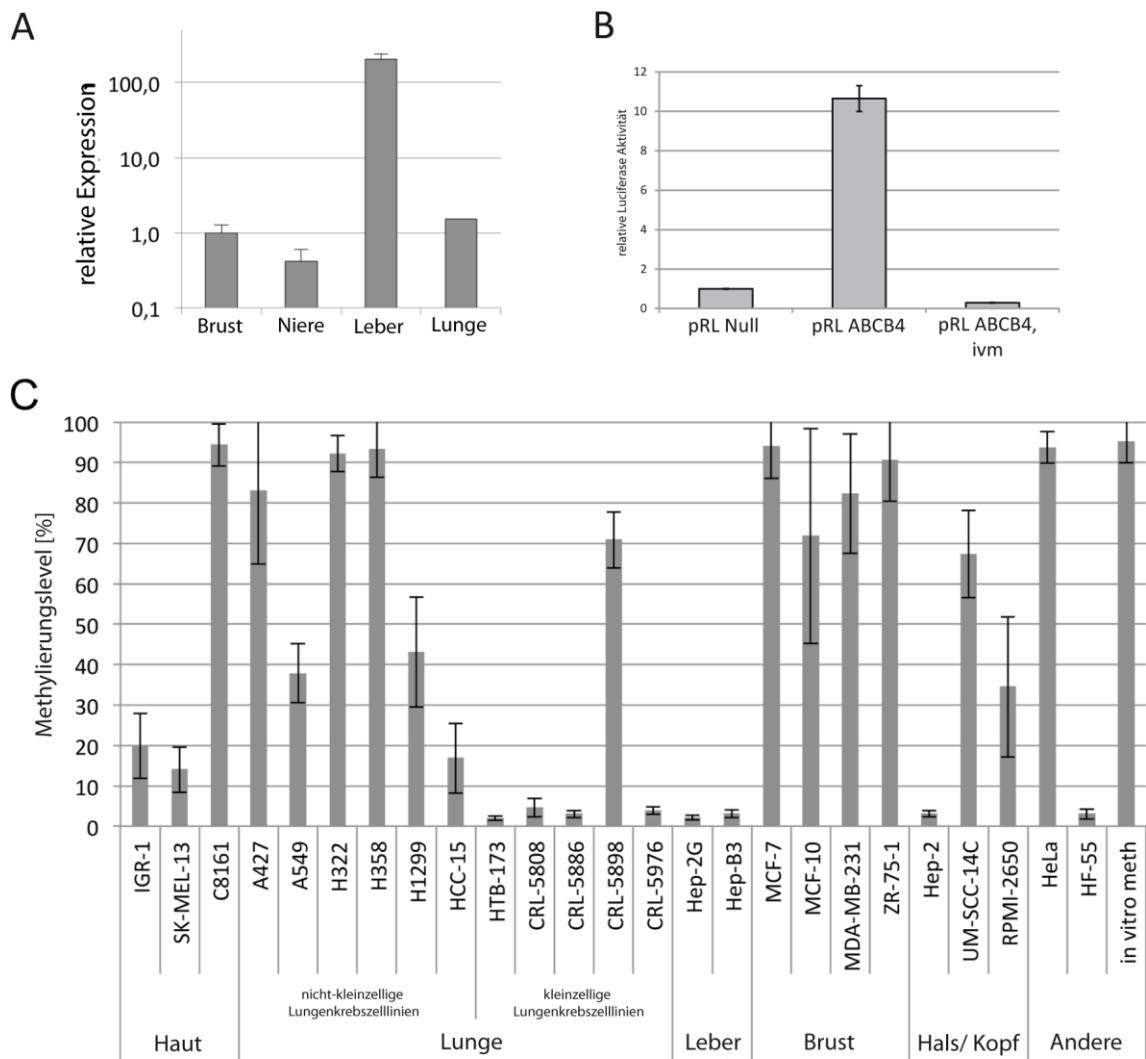 A
relative Expression
100,0
10,0
1,0
0,1
Brust Niere Leber Lunge
B
relative Luciferase Aktivität
12
10
8
6
4
2
0
pRL Null pRL ABCB4 pRL ABCB4,
ivm
C
Methylierungslevel [%]
100
90
80
70
60
50
40
30
20
10
0
IGR-1
SK-MEL-13
C8161
A427
A549
H322
H358
H1299
HCC-15
HTB-173
CRL-5808
CRL-5886
CRL-5898
CRL-5976
Hep-2G
Hep-B3
MCF-7
MCF-10
MDA-MB-231
ZR-75-1
Hep-2
UM-SCC-14C
RPMI-2650
HeLa
HF-55
in vitro meth
nicht-kleinzellige
Lungenkrebszelllinien
kleinzellige
Lungenkrebszelllinien
Haut Lunge Leber Brust Hals/ Kopf Andere